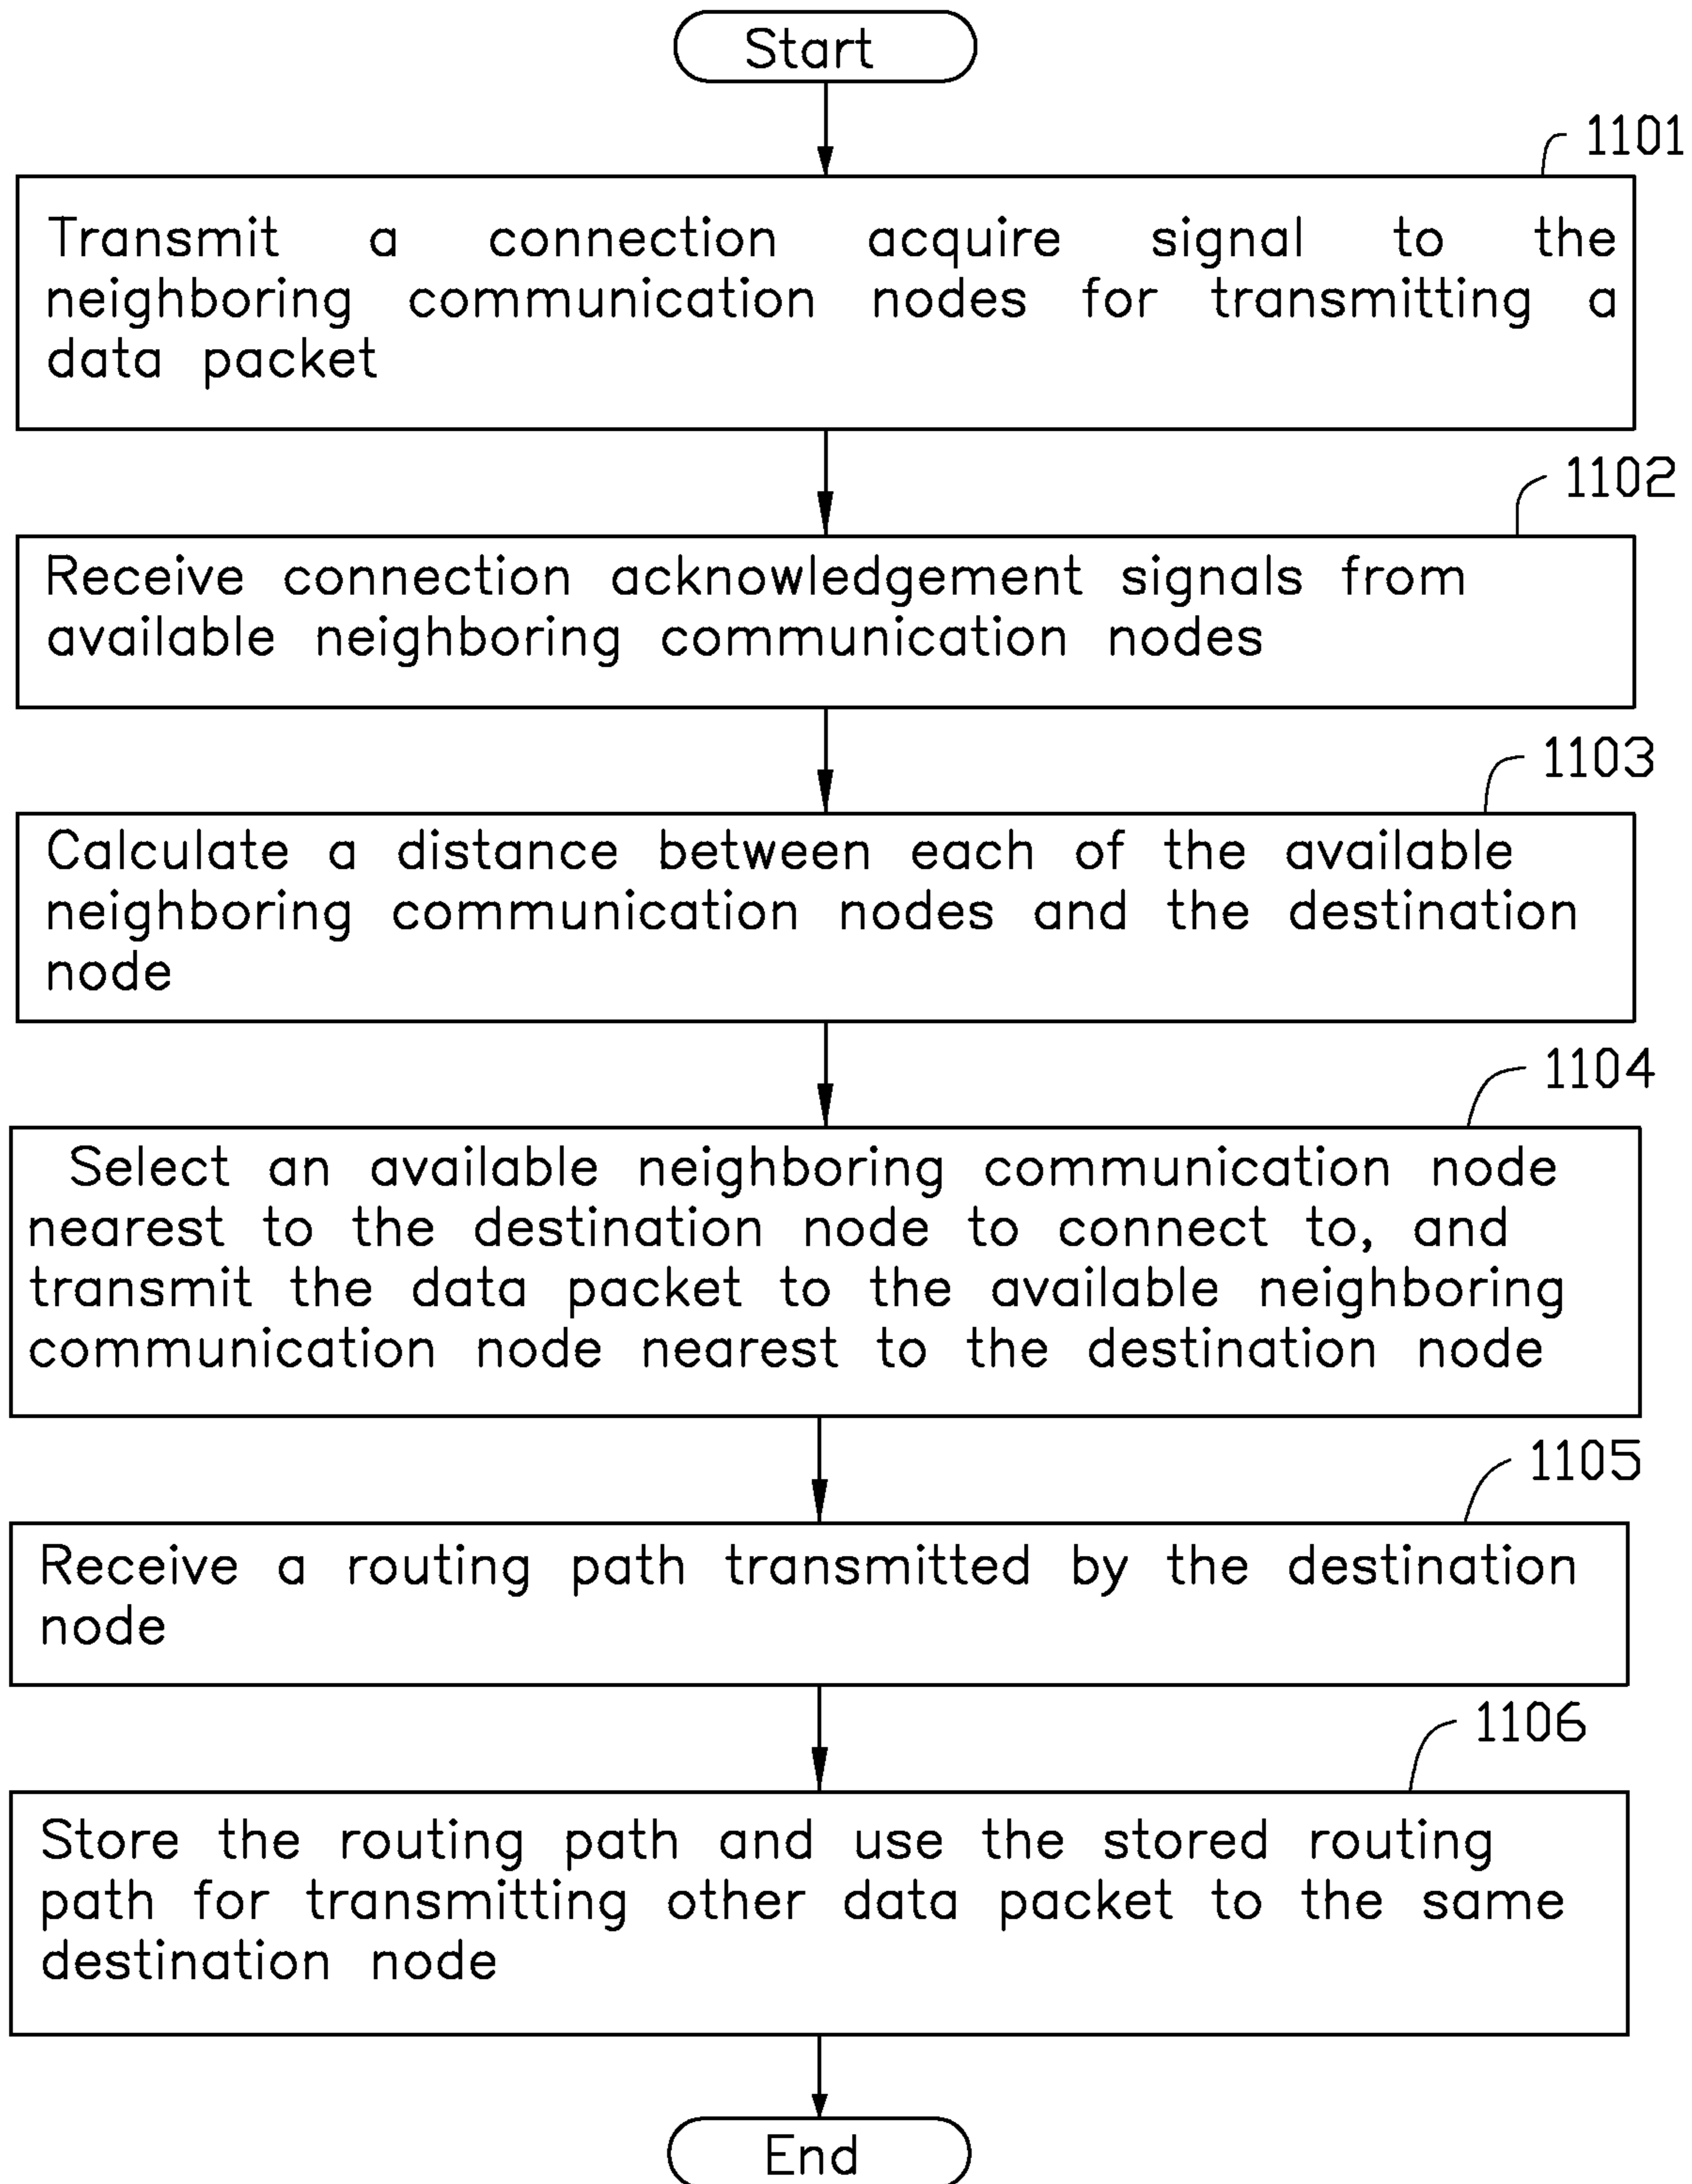 Start
1101
Transmit a connection acquire signal to the
neighboring communication nodes for transmitting a
data packet
1102
Receive connection acknowledgement signals from
available neighboring communication nodes
1103
Calculate a distance between each of the available
neighboring communication nodes and the destination
node
1104
Select an available neighboring communication node
nearest to the destination node to connect to, and
transmit the data packet to the available neighboring
communication node nearest to the destination node
1105
Receive a routing path transmitted by the destination
node
1106
Store the routing path and use the stored routing
path for transmitting other data packet to the same
destination node
End